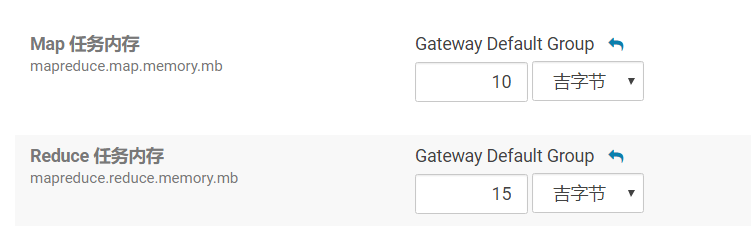 Map 任务内存
mapreduce.map.memory.mb
Gateway Default Group
10 吉字节
Reduce 任务内存
mapreduce.reduce.memory.mb
Gateway Default Group
15 吉字节